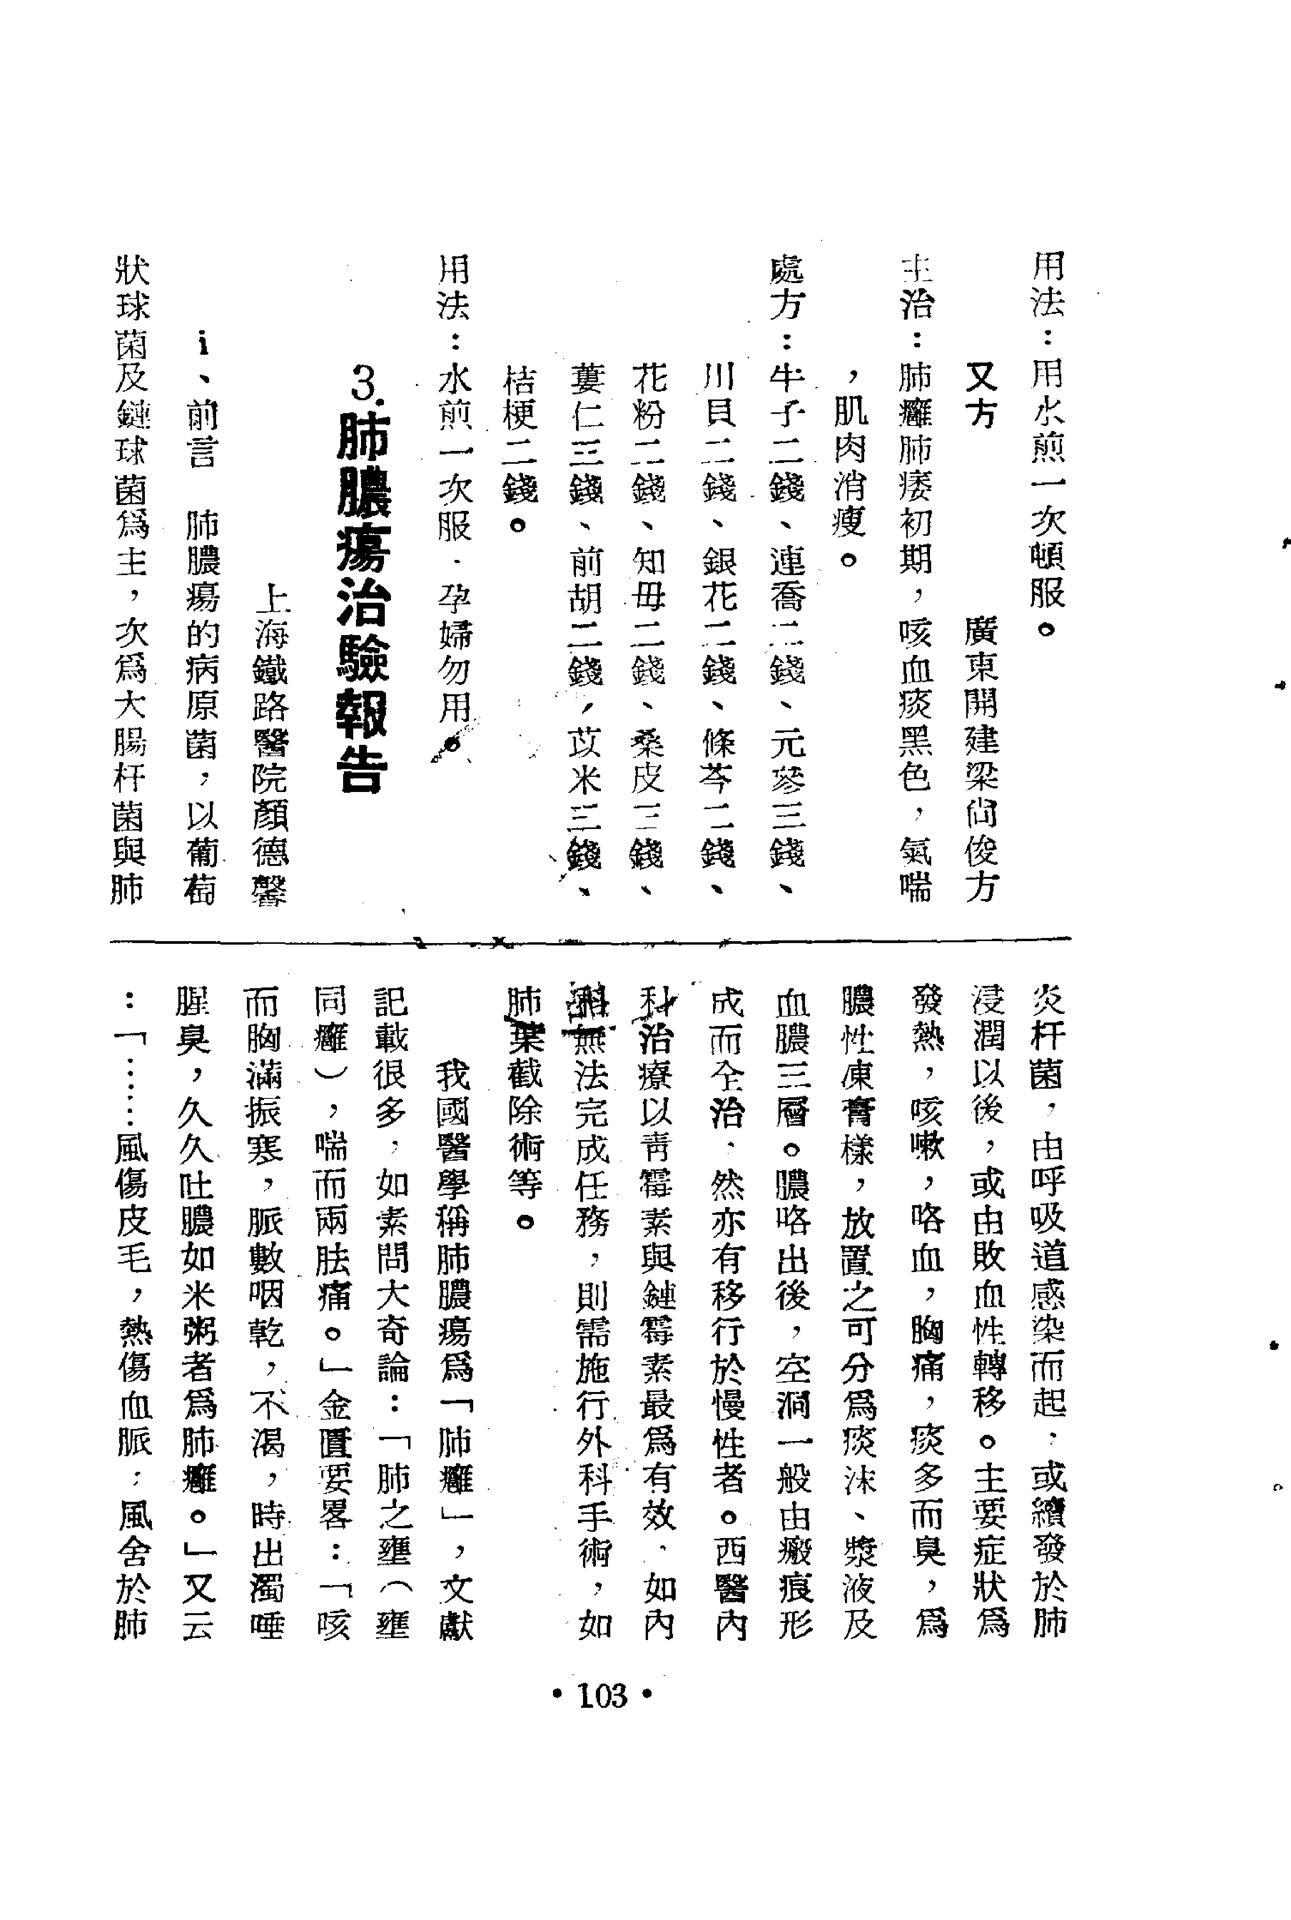 用法：用水煎一次頓服。
又方　廣東開建梁尙俊方
主治：肺癰肺痿初期，咳血痰黑色，氣喘
，肌肉消瘦。
處方：牛子二錢、連喬二錢、元參三錢、
川貝二錢、銀花二錢、條芩二錢、
花粉二錢、知母二錢、桑皮三錢、
蔞仁三錢、前胡二錢，苡米三錢、
桔梗二錢。
用法：水煎一次服．孕婦勿用。
3.肺膿瘍治驗報告
上海鐵路醫院顏德馨
i、前言　肺膿瘍的病原菌，以葡萄
狀球菌及鏈球菌爲主，次爲大腸杆菌與肺
炎杆菌，由呼吸道感染而起，或續發於肺
浸潤以後，或由敗血性轉移。主要症狀爲
發熱，咳嗽，咯血，胸痛，痰多而臭，爲
膿性凍膏樣，放置之可分爲痰沫、漿液及
血膿三層。膿咯出後，空洞一般由瘢痕形
成而全治．然亦有移行於慢性者。西醫內
科治療以靑霉素與鏈霉素最爲有效．如內
科無法完成任務，則需施行外科手術，如
肺葉截除術等。
我國醫學稱肺膿瘍爲「肺癰」，文獻
記載很多，如素問大奇論：「肺之壅（壅
同癰），喘而兩胠痛。」金匱要畧：「咳
而胸滿振寒，脈數咽乾，不渴，時出濁唾
腥臭，久久吐膿如米粥者爲肺癰。」又云
：「……風傷皮毛，熱傷血脈；風舍於肺
• 103 •